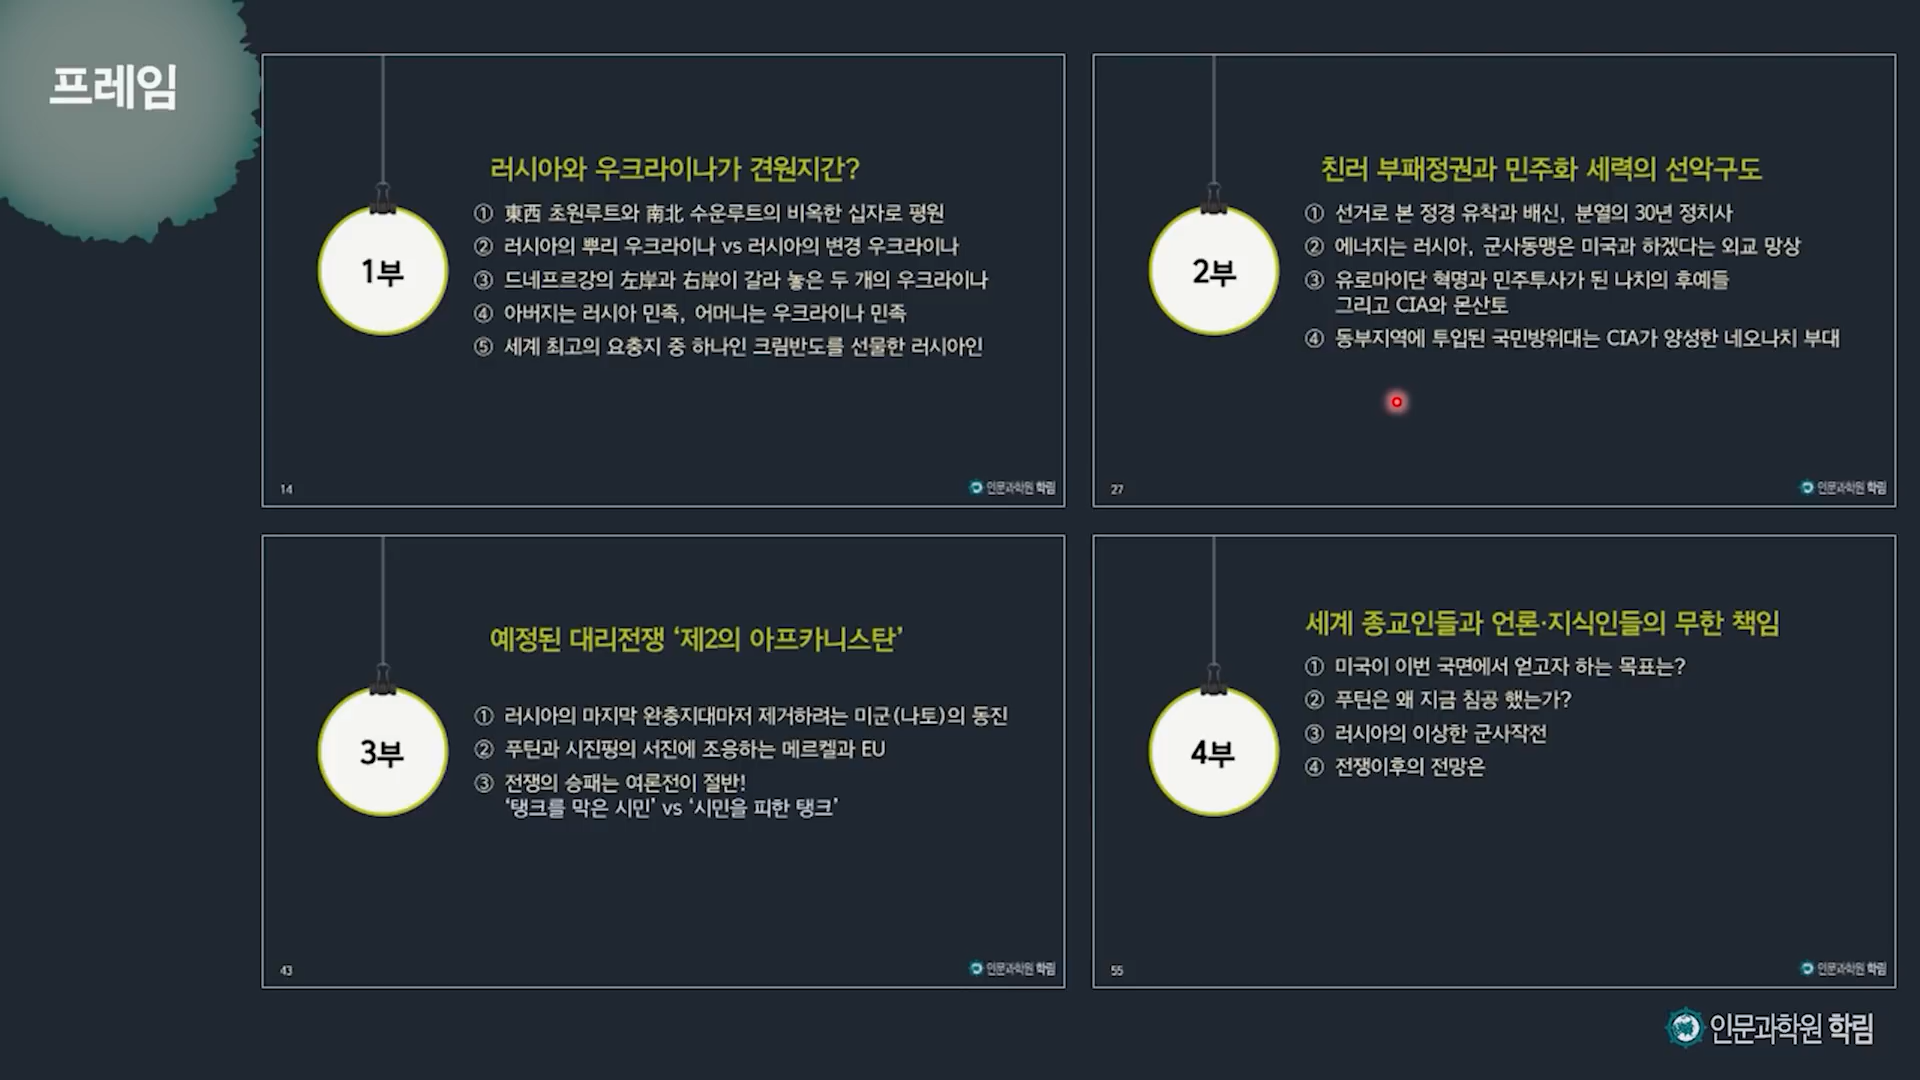 프레임
러시아와 우크라이나가 견원지간?
1부
① 東西 초원루트와 南北 수운루트의 비옥한 십자로 평원
② 러시아의 뿌리 우크라이나 vs 러시아의 변경 우크라이나
③ 드네프르강의 左岸과 右岸이 갈라 놓은 두 개의 우크라이나
④ 아버지는 러시아 민족, 어머니는 우크라이나 민족
⑤ 세계 최고의 요충지 중 하나인 크림반도를 선물한 러시아인
14
인문과학원 학림
친러 부패정권과 민주화 세력의 선악구도
2부
① 선거로 본 정경 유착과 배신, 분열의 30년 정치사
② 에너지는 러시아, 군사동맹은 미국과 하겠다는 외교 망상
③ 유로마이단 혁명과 민주투사가 된 나치의 후예들
그리고 CIA와 몬산토
④ 동부지역에 투입된 국민방위대는 CIA가 양성한 네오나치 부대
27
인문과학원 학림
예정된 대리전쟁 ‘제2의 아프카니스탄’
3부
① 러시아의 마지막 완충지대마저 제거하려는 미군(나토)의 동진
② 푸틴과 시진핑의 서진에 조응하는 메르켈과 EU
③ 전쟁의 승패는 여론전이 절반!
‘탱크를 막은 시민’ vs ‘시민을 피한 탱크’
43
인문과학원 학림
세계 종교인들과 언론·지식인들의 무한 책임
4부
① 미국이 이번 국면에서 얻고자 하는 목표는?
② 푸틴은 왜 지금 침공 했는가?
③ 러시아의 이상한 군사작전
④ 전쟁이후의 전망은
55
인문과학원 학림
인문과학원 학림